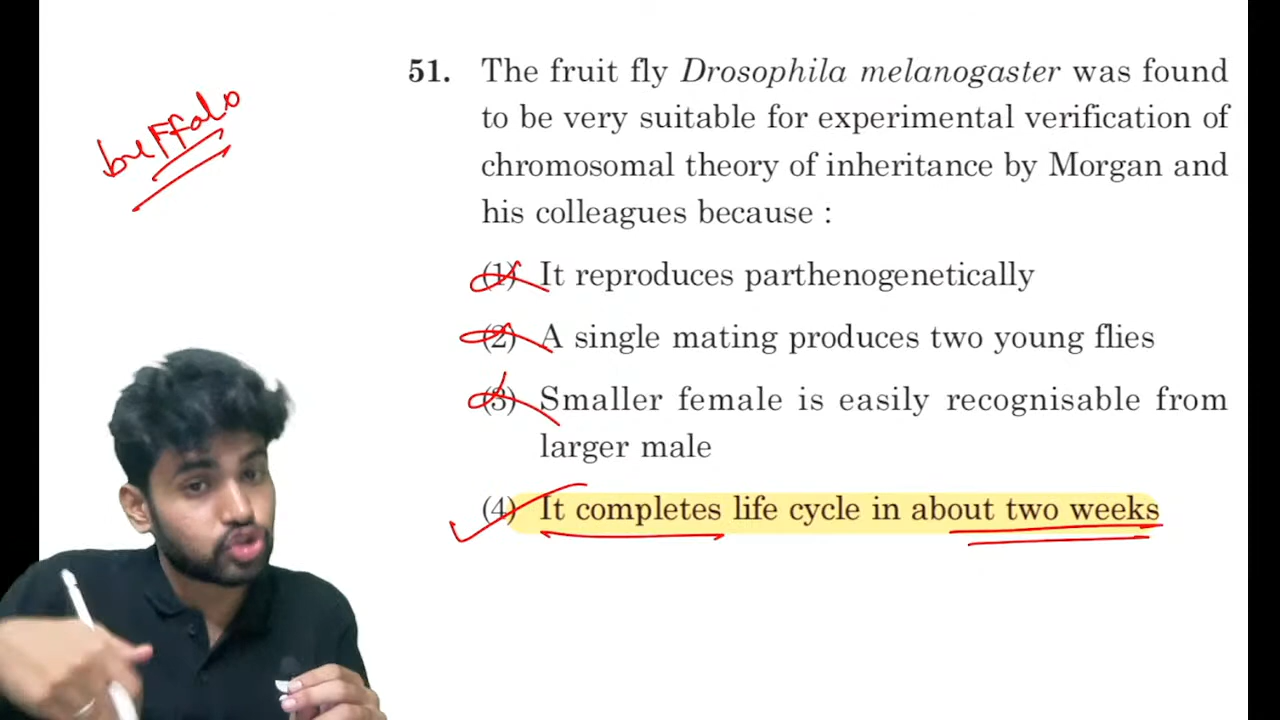 buffalo
51. The fruit fly Drosophila melanogaster was found
to be very suitable for experimental verification of
chromosomal theory of inheritance by Morgan and
his colleagues because :
(1) It reproduces parthenogenetically
(2) A single mating produces two young flies
(3) Smaller female is easily recognisable from
larger male
(4) It completes life cycle in about two weeks